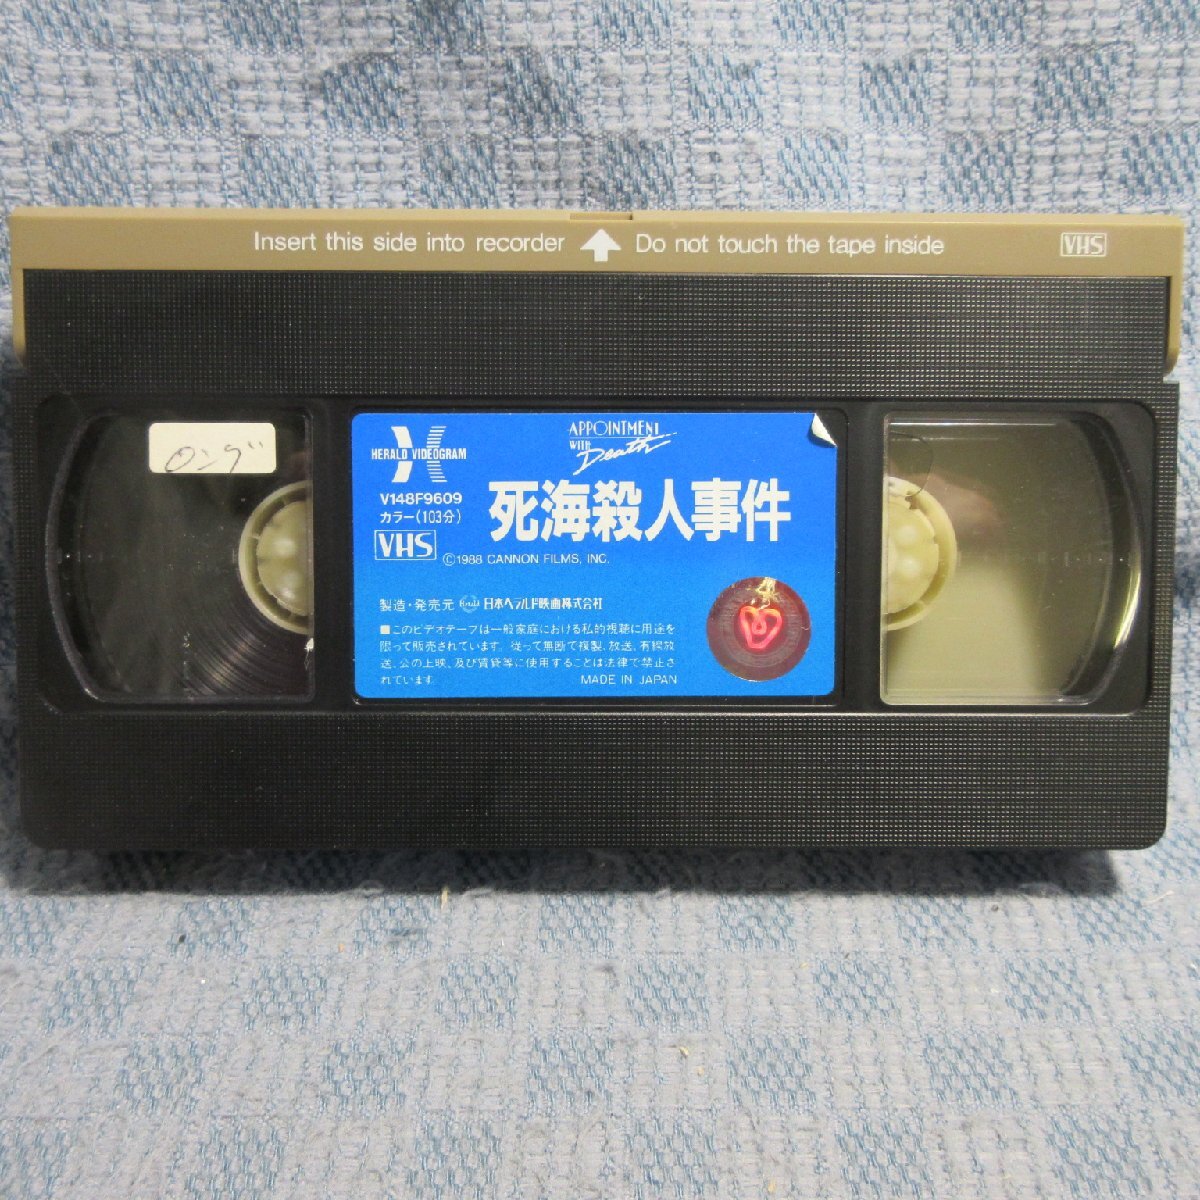 Insert this side into recorder Do not touch the tape inside VHS
ロング
HERALD VIDEOGRAM
APPOINTMENT
WITH
Death
V148F9609
カラー(103分)
死海殺人事件
VHS
©1988 CANNON FILMS, INC.
製造・発売元 日本ヘラルド映画株式会社
■このビデオテープは一般家庭における私的視聴に用途を
限って販売されています。従って無断で複製、放送、有線放
送、公の上映、及び賃貸等に使用することは法律で禁止さ
れています。
MADE IN JAPAN